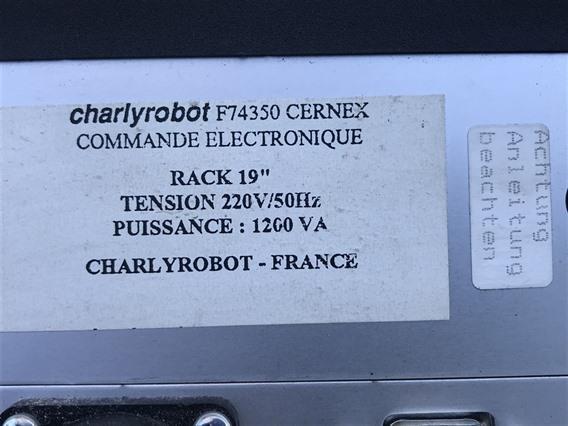 charlyrobot F74350 CERNEX
COMMANDE ELECTRONIQUE
RACK 19"
TENSION 220V/50Hz
PUISSANCE : 1200 VA
CHARLYROBOT - FRANCE
Achtung
Anleitung
beachten